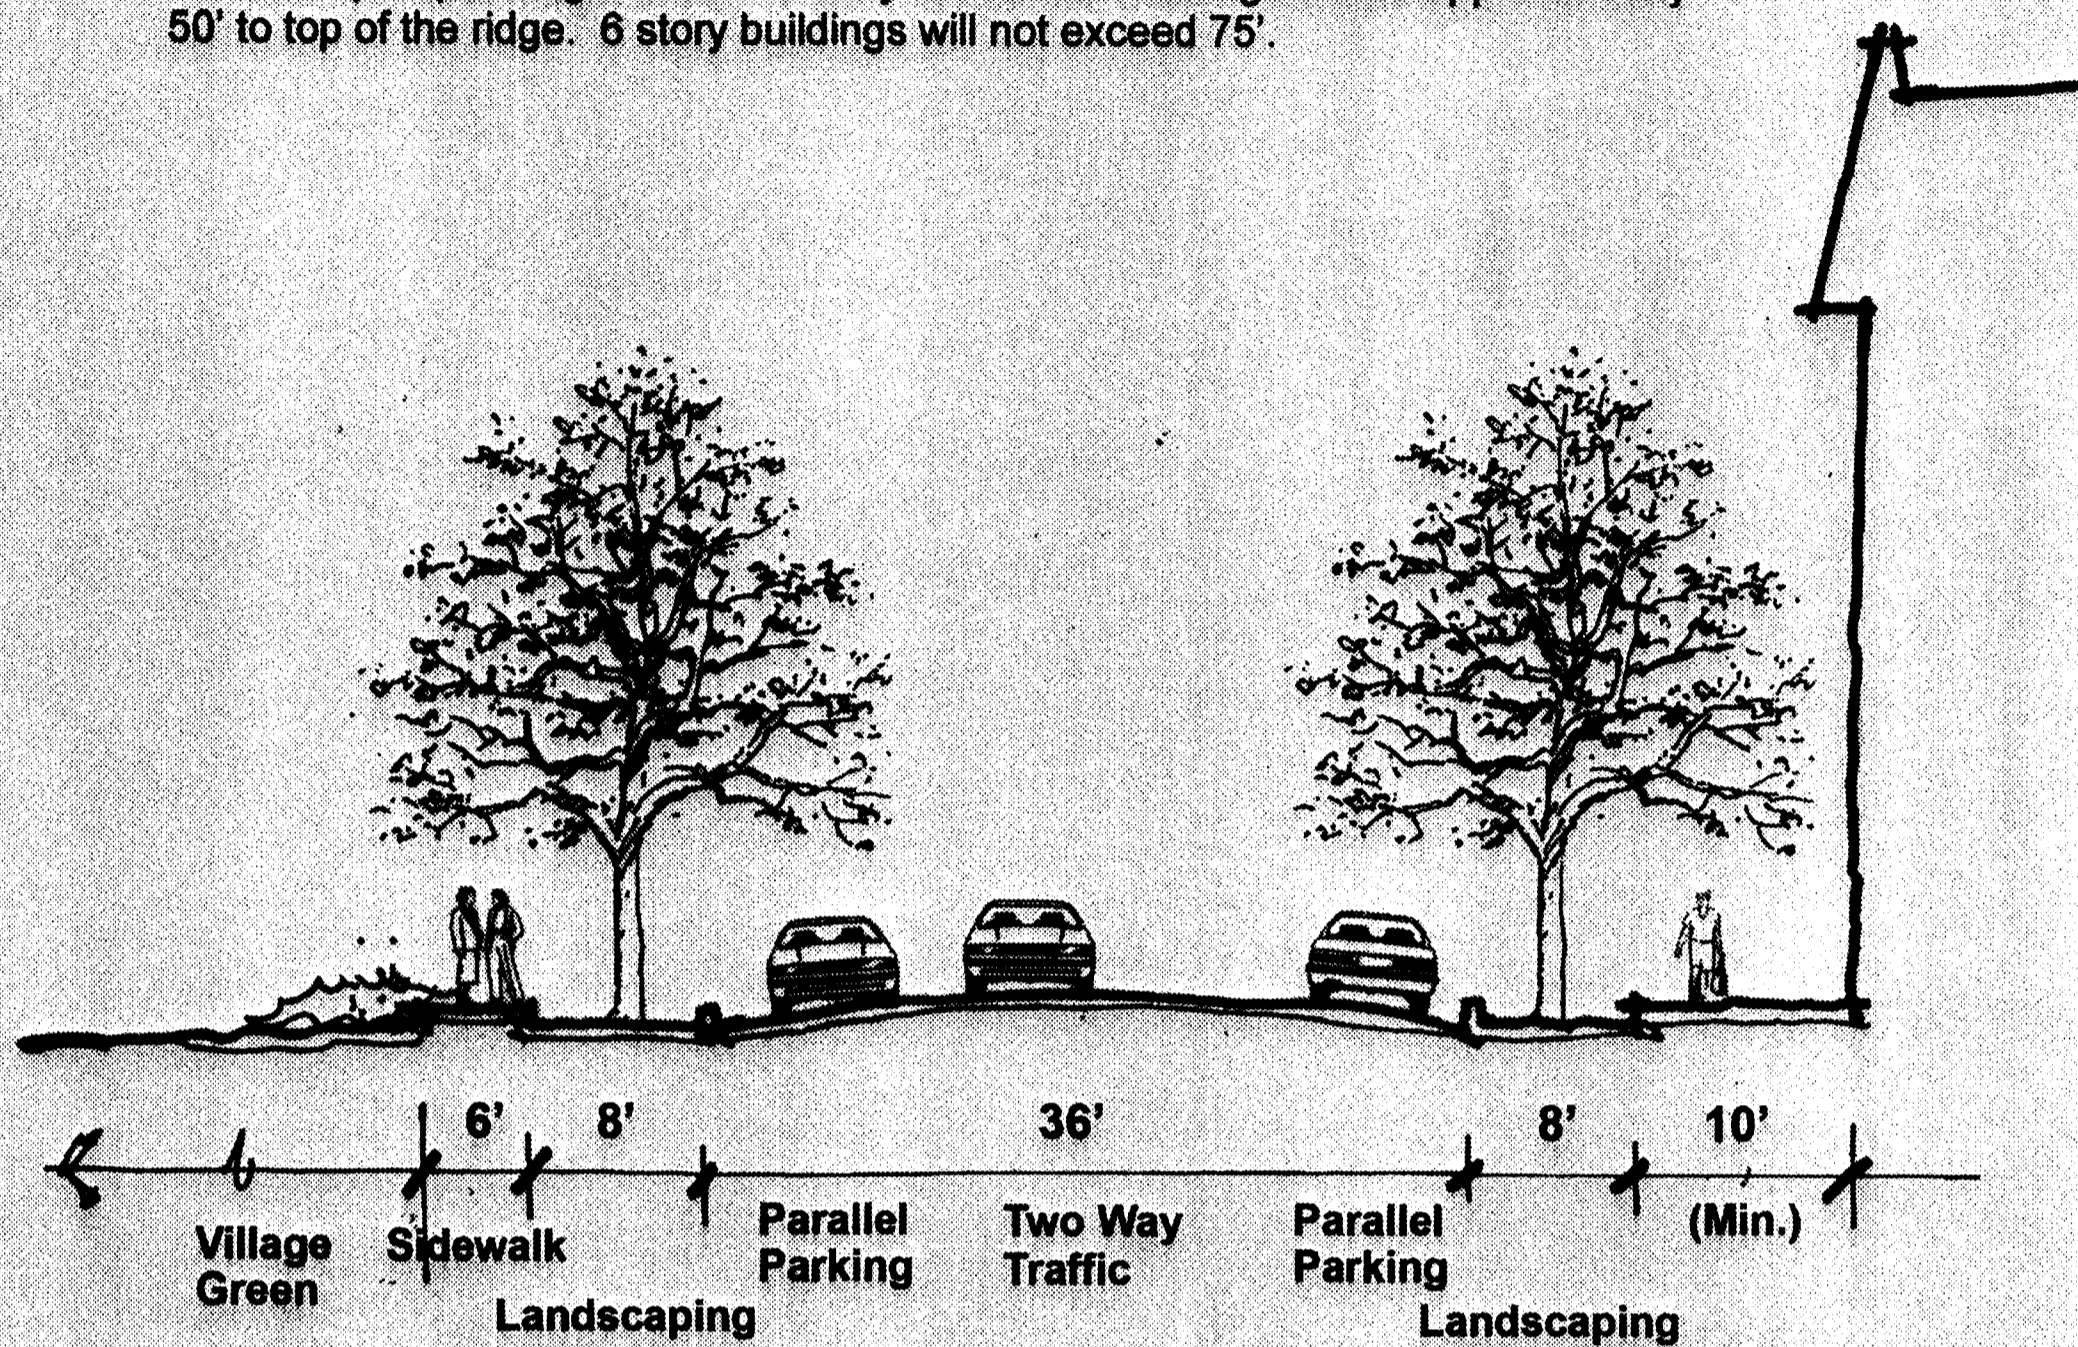 50' to top of the ridge. 6 story buildings will not exceed 75'.
6' 8' 36' 8' 10'
Village Green
Sidewalk
Landscaping
Parallel Parking
Two Way Traffic
Parallel Parking
Landscaping
(Min.)